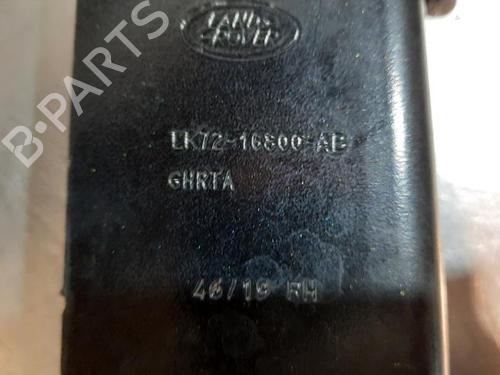 LAND-
ROVER
LK72-16800-AB
GHRTA
46/19 RH
B-PARTS